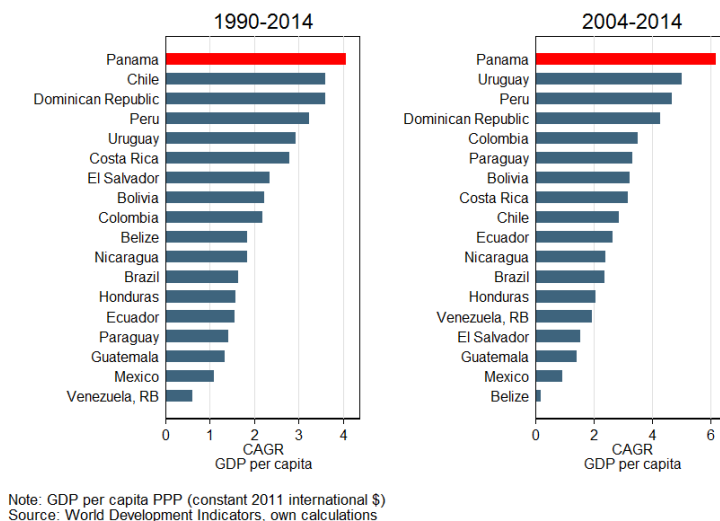 1990-2014
Panama
Chile
Dominican Republic
Peru
Uruguay
Costa Rica
El Salvador
Bolivia
Colombia
Belize
Nicaragua
Brazil
Honduras
Ecuador
Paraguay
Guatemala
Mexico
Venezuela, RB
0 1 2 3 4
CAGR
GDP per capita
2004-2014
Panama
Uruguay
Peru
Dominican Republic
Colombia
Paraguay
Bolivia
Costa Rica
Chile
Ecuador
Nicaragua
Brazil
Honduras
Venezuela, RB
El Salvador
Guatemala
Mexico
Belize
0 2 4 6
CAGR
GDP per capita
Note: GDP per capita PPP (constant 2011 international $)
Source: World Development Indicators, own calculations